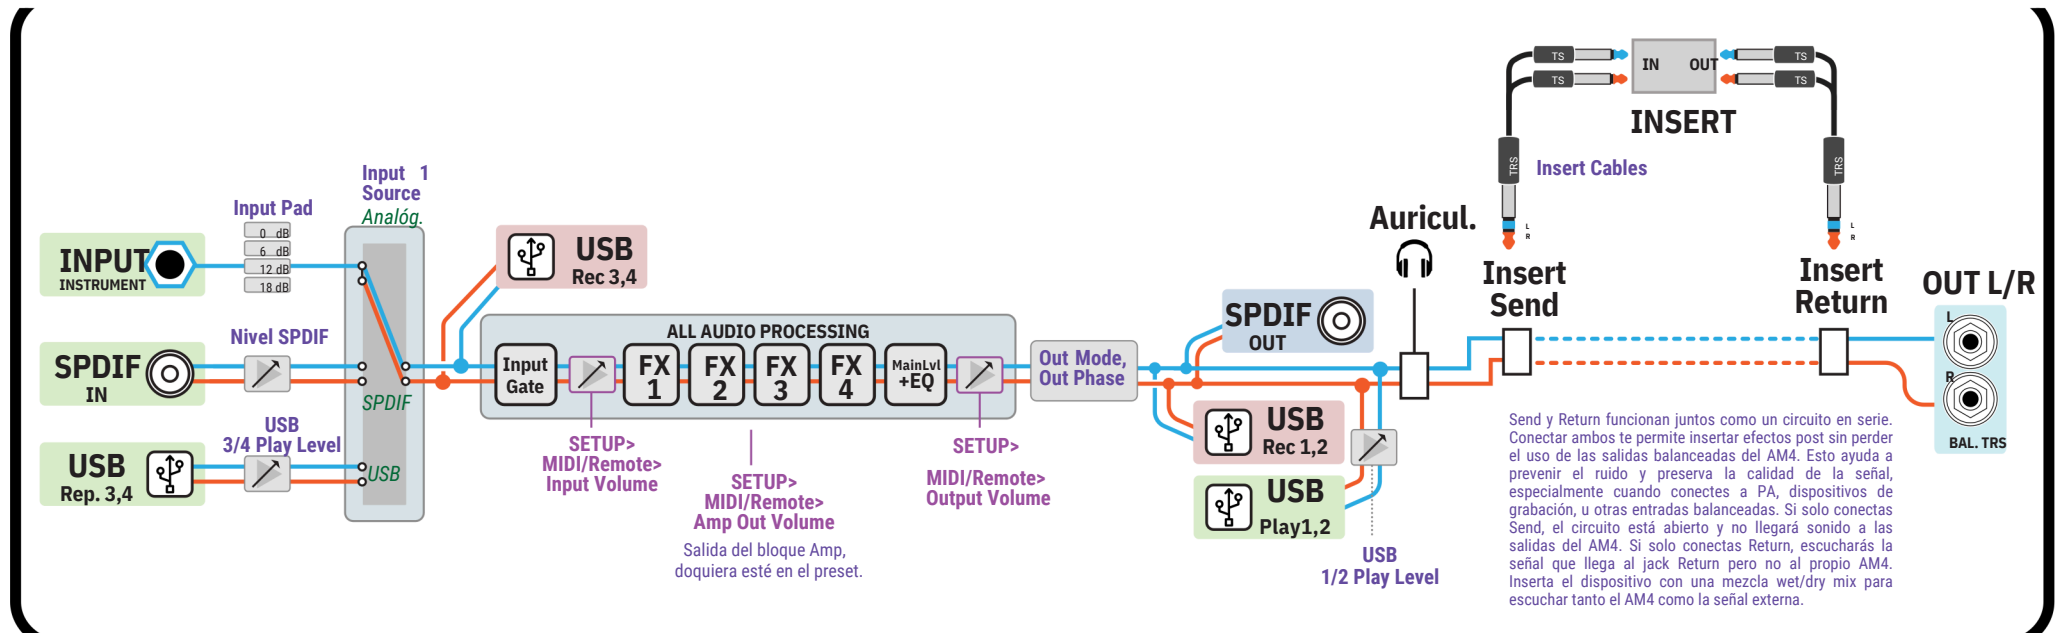 INPUT
INSTRUMENT
Input Pad
0 dB
6 dB
12 dB
18 dB
Input 1
Source
Analóg.
SPDIF
IN
Nivel SPDIF
SPDIF
USB
Rep. 3,4
USB
3/4 Play Level
USB
USB
Rec 3,4
ALL AUDIO PROCESSING
Input
Gate
FX
1
FX
2
FX
3
FX
4
MainLvl
+EQ
SETUP>
MIDI/Remote>
Input Volume
SETUP>
MIDI/Remote>
Amp Out Volume
Salida del bloque Amp,
doquiera esté en el preset.
SETUP>
MIDI/Remote>
Output Volume
Out Mode,
Out Phase
SPDIF
OUT
USB
Rec 1,2
USB
Play1,2
USB
1/2 Play Level
Auricul.
TS
TS
IN
OUT
TS
TS
INSERT
TRS
Insert Cables
TRS
L
R
L
R
Insert
Send
Insert
Return
OUT L/R
L
R
BAL. TRS
Send y Return funcionan juntos como un circuito en serie.
Conectar ambos te permite insertar efectos post sin perder
el uso de las salidas balanceadas del AM4. Esto ayuda a
prevenir el ruido y preserva la calidad de la señal,
especialmente cuando conectes a PA, dispositivos de
grabación, u otras entradas balanceadas. Si solo conectas
Send, el circuito está abierto y no llegará sonido a las
salidas del AM4. Si solo conectas Return, escucharás la
señal que llega al jack Return pero no al propio AM4.
Inserta el dispositivo con una mezcla wet/dry mix para
escuchar tanto el AM4 como la señal externa.